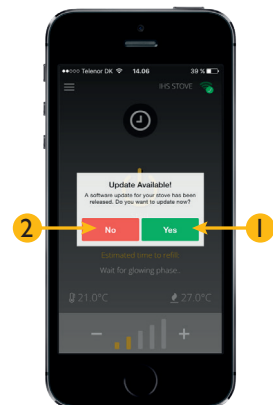 Telenor DK 14.06 39 %
IHS STOVE
Update Available!
A software update for your stove has been
released. Do you want to update now?
2 No Yes 1
Estimated time to refill
Wait for glowing phase.
21.0°C 27.0°C
− +